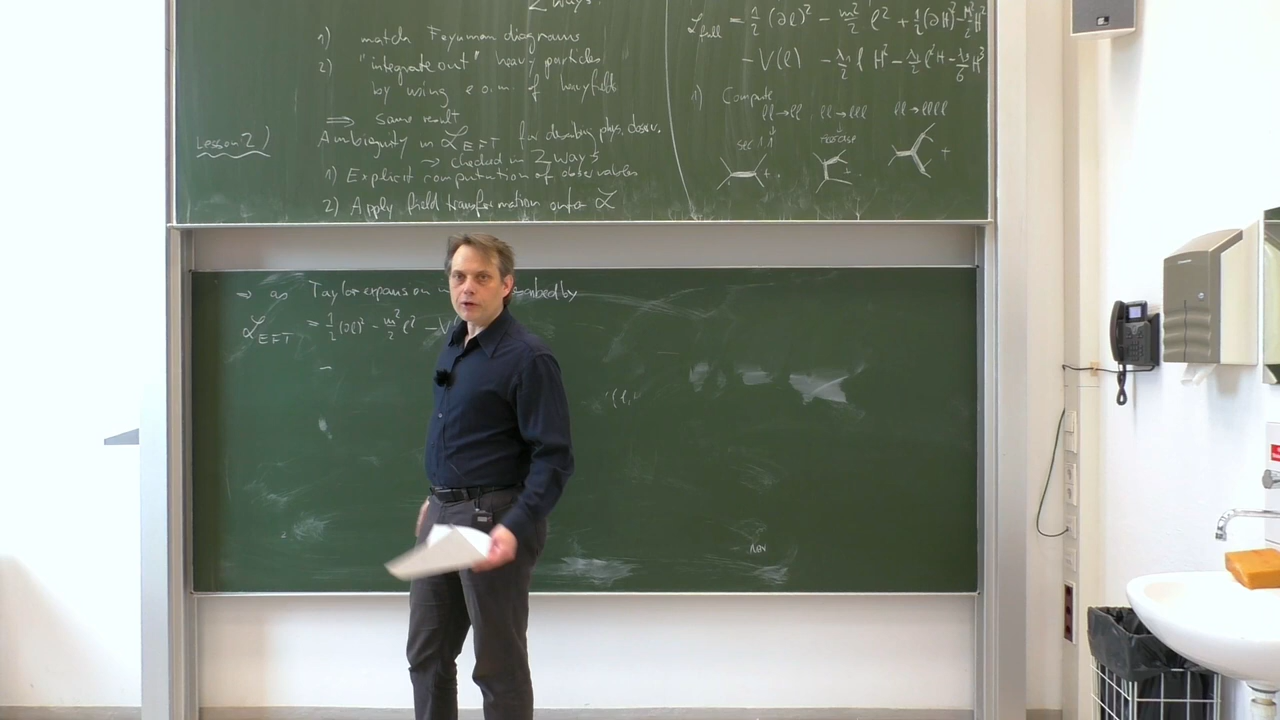 2 ways.
1) match Feynman diagrams
2) "integrate out" heavy particles
by using e.o.m. of heavy fields
⟹ same result
Lesson 2)
Ambiguity in ℒ_EFT for describing phys. observ.
→ checked in 2 ways
1) Explicit computation of observables
2) Apply field transformation onto ℒ
ℒ_full = 1/2 (∂ℓ)² - m²/2 ℓ² + 1/2 (∂H)² - M²/2 H²
- V(ℓ) - λ₁/2 ℓ H² - λ₂/2 ℓ² H - λ₃/6 H³
1) Compute
ℓℓ→ℓℓ ℓℓ→ℓℓℓ ℓℓ→ℓℓℓℓ
sec 1.1
→ as Taylor expansion
ℒ_EFT = 1/2 (∂ℓ)² - m²/2 ℓ² - V
-